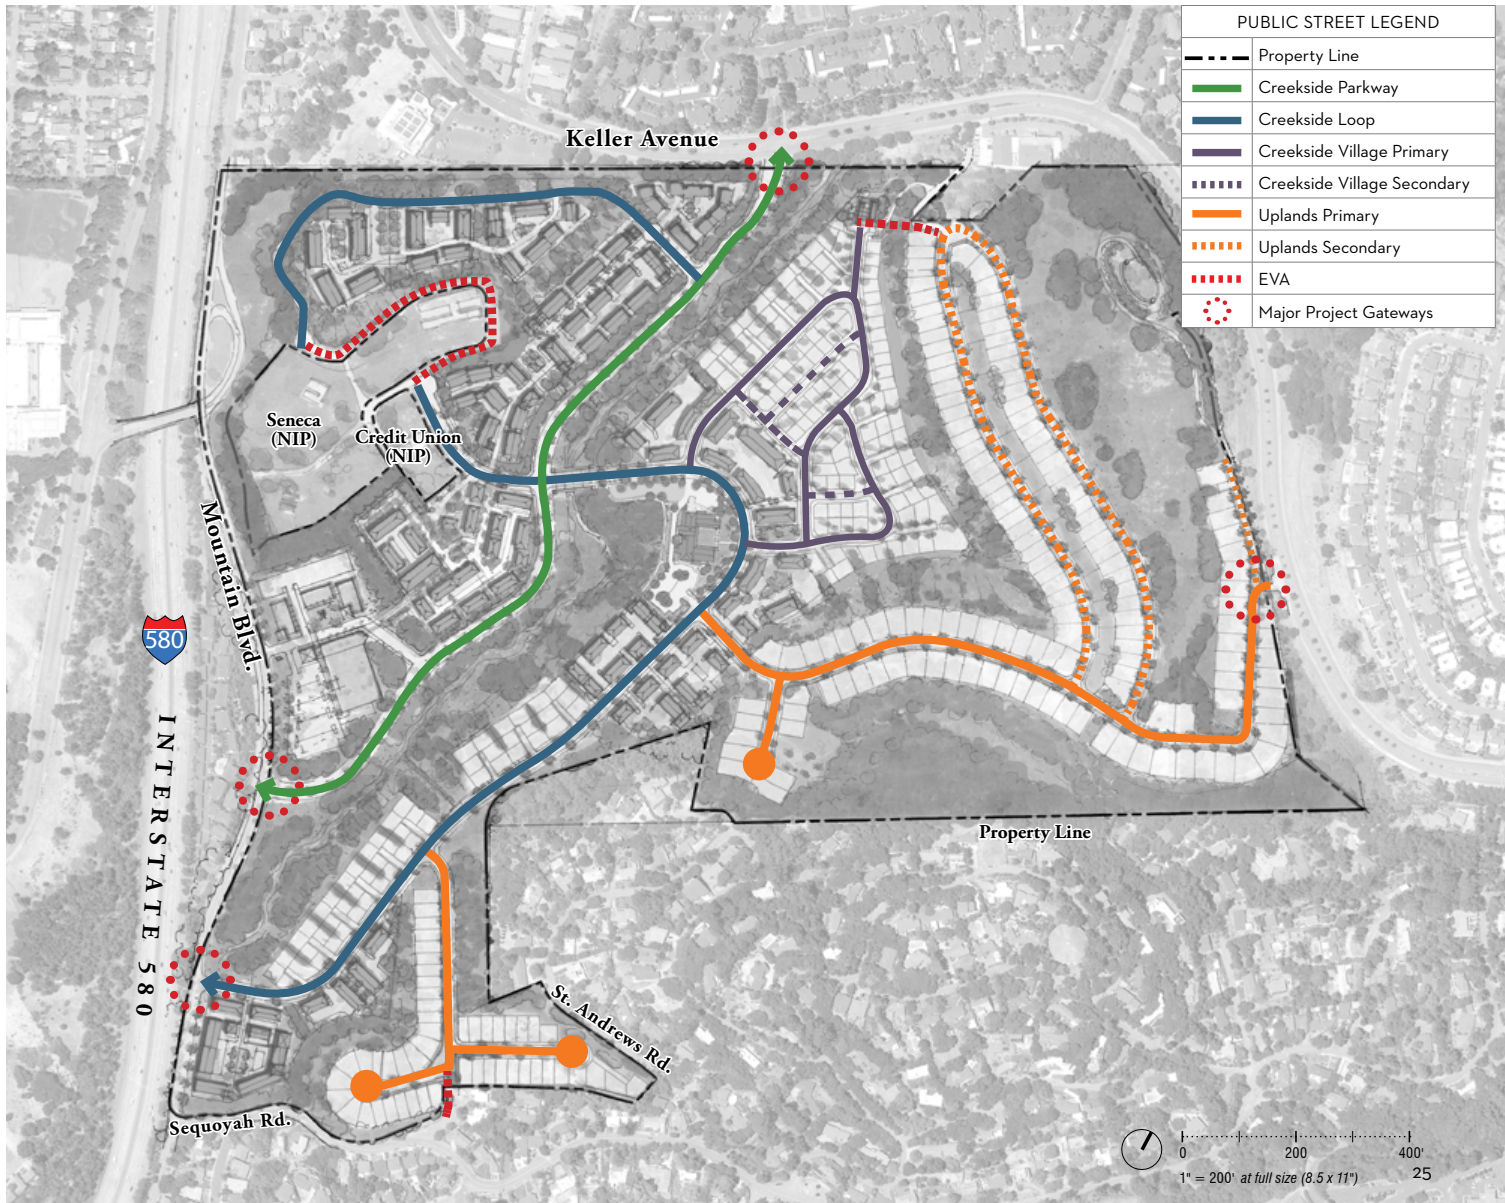 PUBLIC STREET LEGEND
Property Line
Creekside Parkway
Creekside Loop
Creekside Village Primary
Creekside Village Secondary
Uplands Primary
Uplands Secondary
EVA
Major Project Gateways
Keller Avenue
Seneca
(NIP)
Credit Union
(NIP)
Mountain Blvd.
580
INTERSTATE 580
Property Line
St. Andrews Rd.
Sequoyah Rd.
0 200 400'
1" = 200' at full size (8.5 x 11")
25